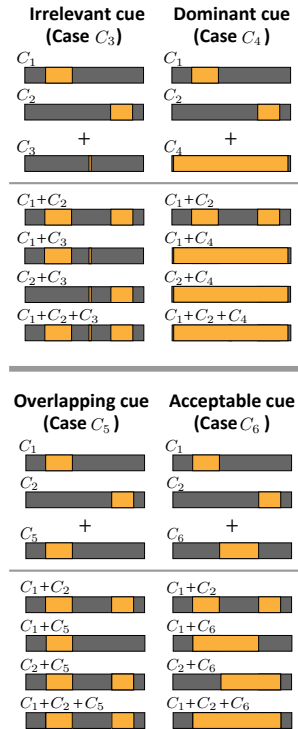 Irrelevant cue
(Case C₃)
C₁
C₂
+
C₃
C₁+C₂
C₁+C₃
C₂+C₃
C₁+C₂+C₃
Dominant cue
(Case C₄)
C₁
C₂
+
C₄
C₁+C₂
C₁+C₄
C₂+C₄
C₁+C₂+C₄
Overlapping cue
(Case C₅)
C₁
C₂
+
C₅
C₁+C₂
C₁+C₅
C₂+C₅
C₁+C₂+C₅
Acceptable cue
(Case C₆)
C₁
C₂
+
C₆
C₁+C₂
C₁+C₆
C₂+C₆
C₁+C₂+C₆